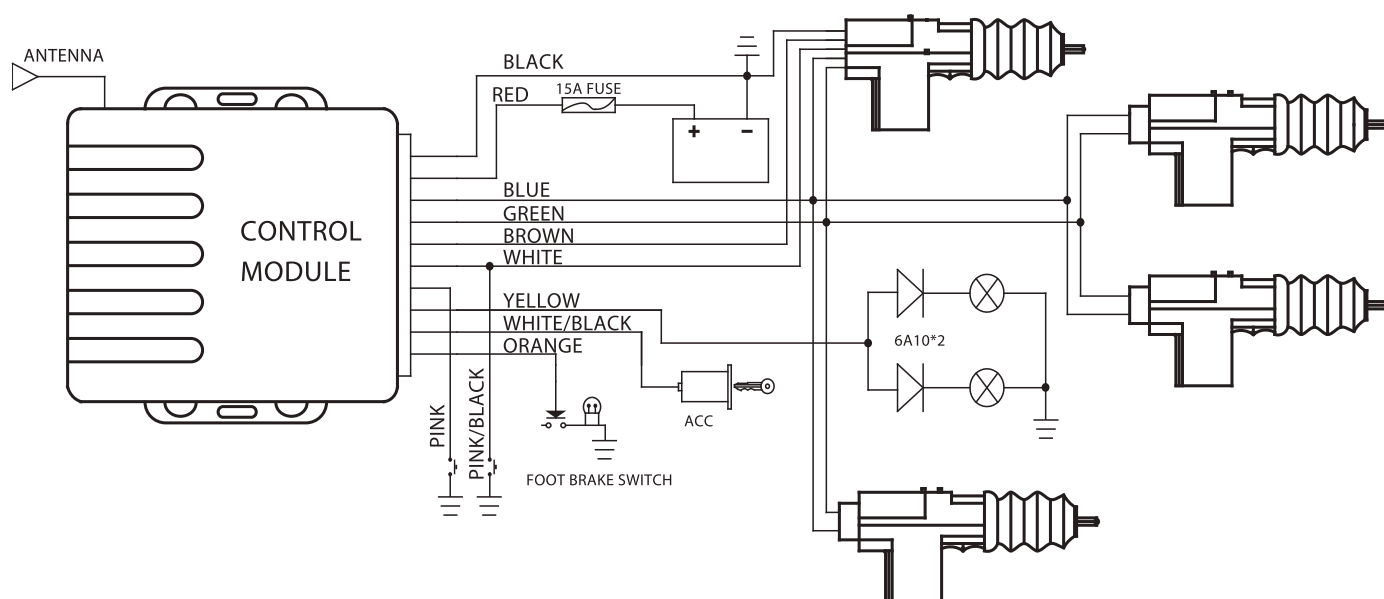 ANTENNA
BLACK
RED
15A FUSE
+
-
CONTROL
MODULE
BLUE
GREEN
BROWN
WHITE
YELLOW
WHITE/BLACK
ORANGE
6A10*2
PINK
PINK/BLACK
ACC
FOOT BRAKE SWITCH